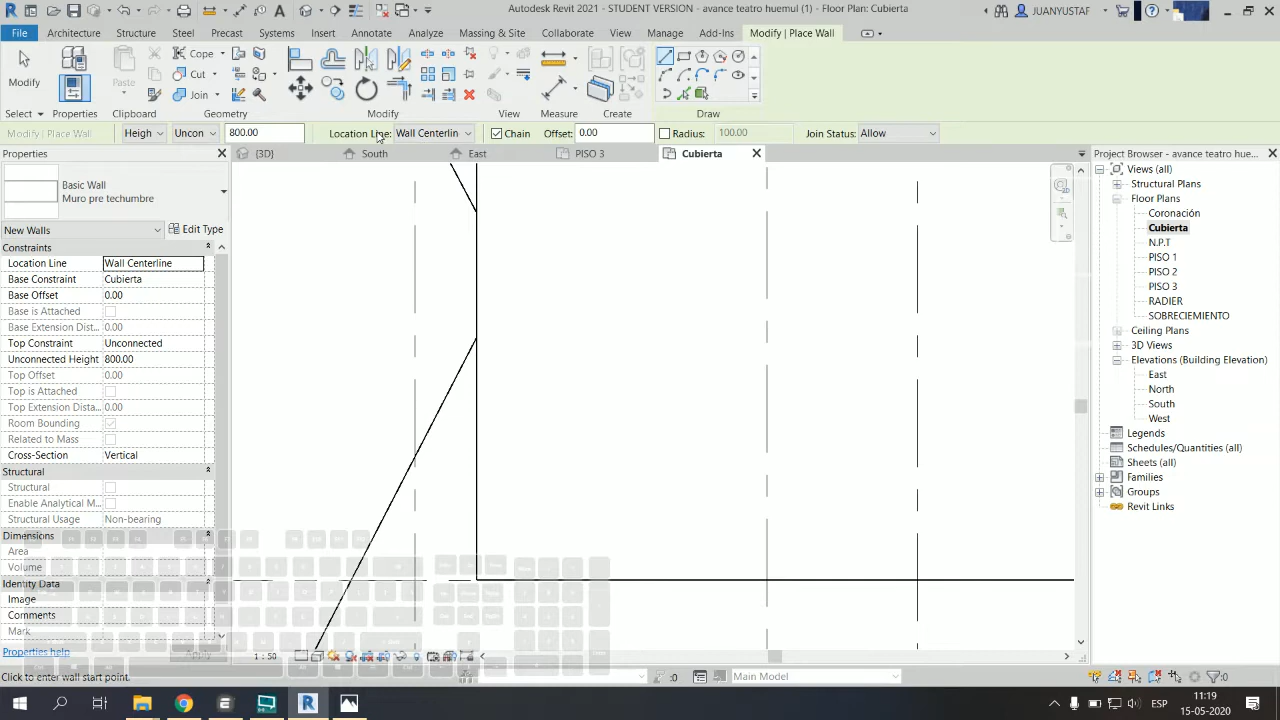 Autodesk Revit 2021 - STUDENT VERSION - avance teatro huemul (1) - Floor Plan: Cubierta
JUANYUSTAF
File Architecture Structure Steel Precast Systems Insert Annotate Analyze Massing & Site Collaborate View Manage Add-Ins Modify | Place Wall
Modify
Paste
Cope
Cut
Join
Select Properties Clipboard Geometry Modify View Measure Create Draw
Modify | Place Wall Heigh Uncon 800.00 Location Line: Wall Centerlin Chain Offset: 0.00 Radius: 100.00 Join Status: Allow
Properties
{3D} South East PISO 3 Cubierta
Project Browser - avance teatro hue...
Basic Wall
Muro pre techumbre
New Walls Edit Type
Constraints
Location Line Wall Centerline
Base Constraint Cubierta
Base Offset 0.00
Base is Attached
Base Extension Dist... 0.00
Top Constraint Unconnected
Unconnected Height 800.00
Top Offset 0.00
Top is Attached
Top Extension Dista... 0.00
Room Bounding
Related to Mass
Cross-Section Vertical
Structural
Structural
Enable Analytical M...
Structural Usage Non-bearing
Dimensions
Area
Volume
Identity Data
Image
Comments
Mark
Properties help Apply
Views (all)
Structural Plans
Floor Plans
Coronación
Cubierta
N.P.T
PISO 1
PISO 2
PISO 3
RADIER
SOBRECIEMIENTO
Ceiling Plans
3D Views
Elevations (Building Elevation)
East
North
South
West
Legends
Schedules/Quantities (all)
Sheets (all)
Families
Groups
Revit Links
1 : 50
Click to enter wall start point.
:0 Main Model :0
ESP
11:19
15-05-2020